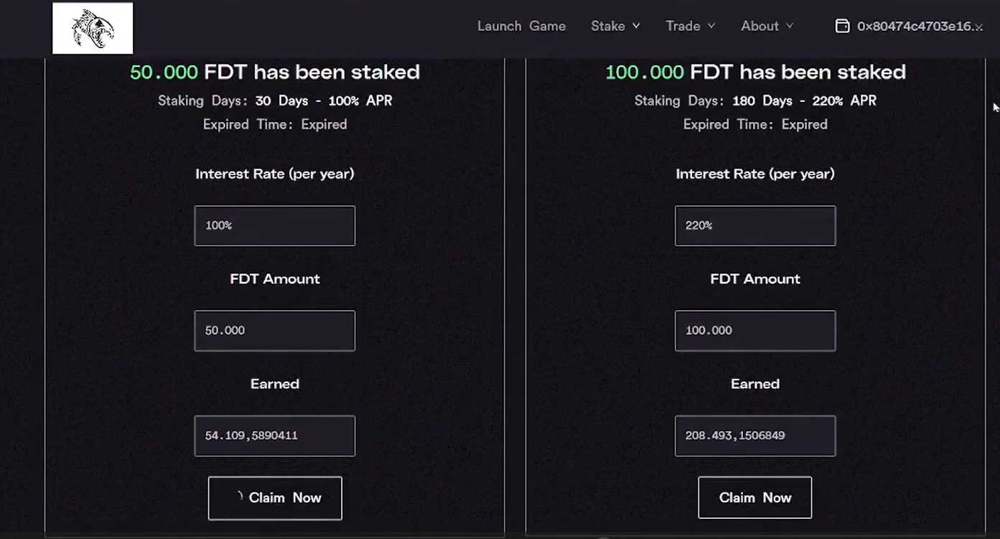 Launch Game Stake Trade About 0x80474c4703e16...
50.000 FDT has been staked
Staking Days: 30 Days - 100% APR
Expired Time: Expired
Interest Rate (per year)
100%
FDT Amount
50.000
Earned
54.109,5890411
Claim Now
100.000 FDT has been staked
Staking Days: 180 Days - 220% APR
Expired Time: Expired
Interest Rate (per year)
220%
FDT Amount
100.000
Earned
208.493,1506849
Claim Now